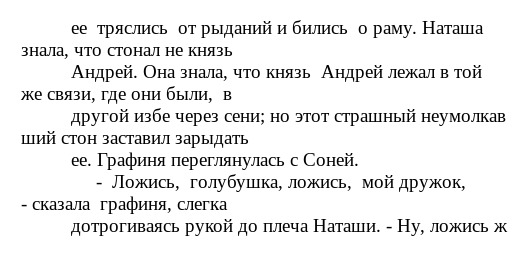 ее  тряслись  от рыданий и бились  о раму. Наташа
знала, что стонал не князь
Андрей. Она знала, что князь  Андрей лежал в той
же связи, где они были,  в
другой избе через сени; но этот страшный неумолкав
ший стон заставил зарыдать
ее. Графиня переглянулась с Соней.
-  Ложись,  голубушка, ложись,  мой дружок,
- сказала  графиня, слегка
дотрогиваясь рукой до плеча Наташи. - Ну, ложись ж